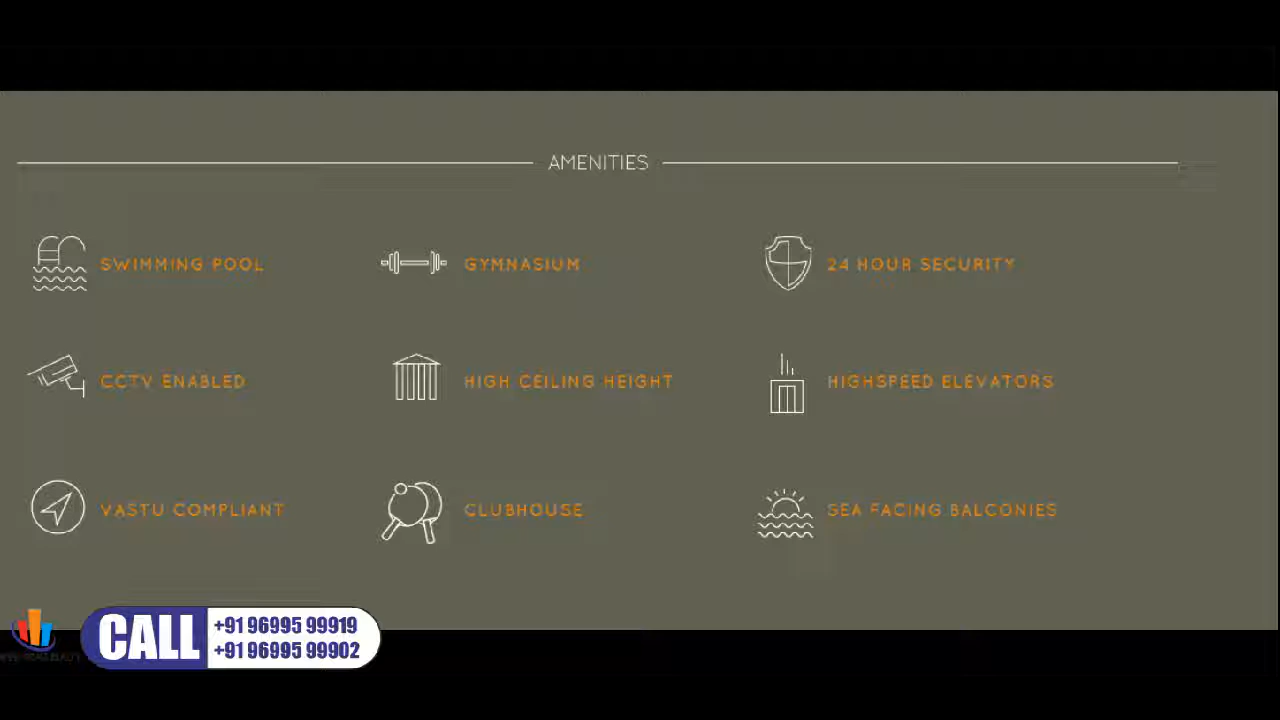 AMENITIES
SWIMMING POOL
GYMNASIUM
24 HOUR SECURITY
CCTV ENABLED
HIGH CEILING HEIGHT
HIGHSPEED ELEVATORS
VASTU COMPLIANT
CLUBHOUSE
SEA FACING BALCONIES
CALL
+91 96995 99919
+91 96995 99902